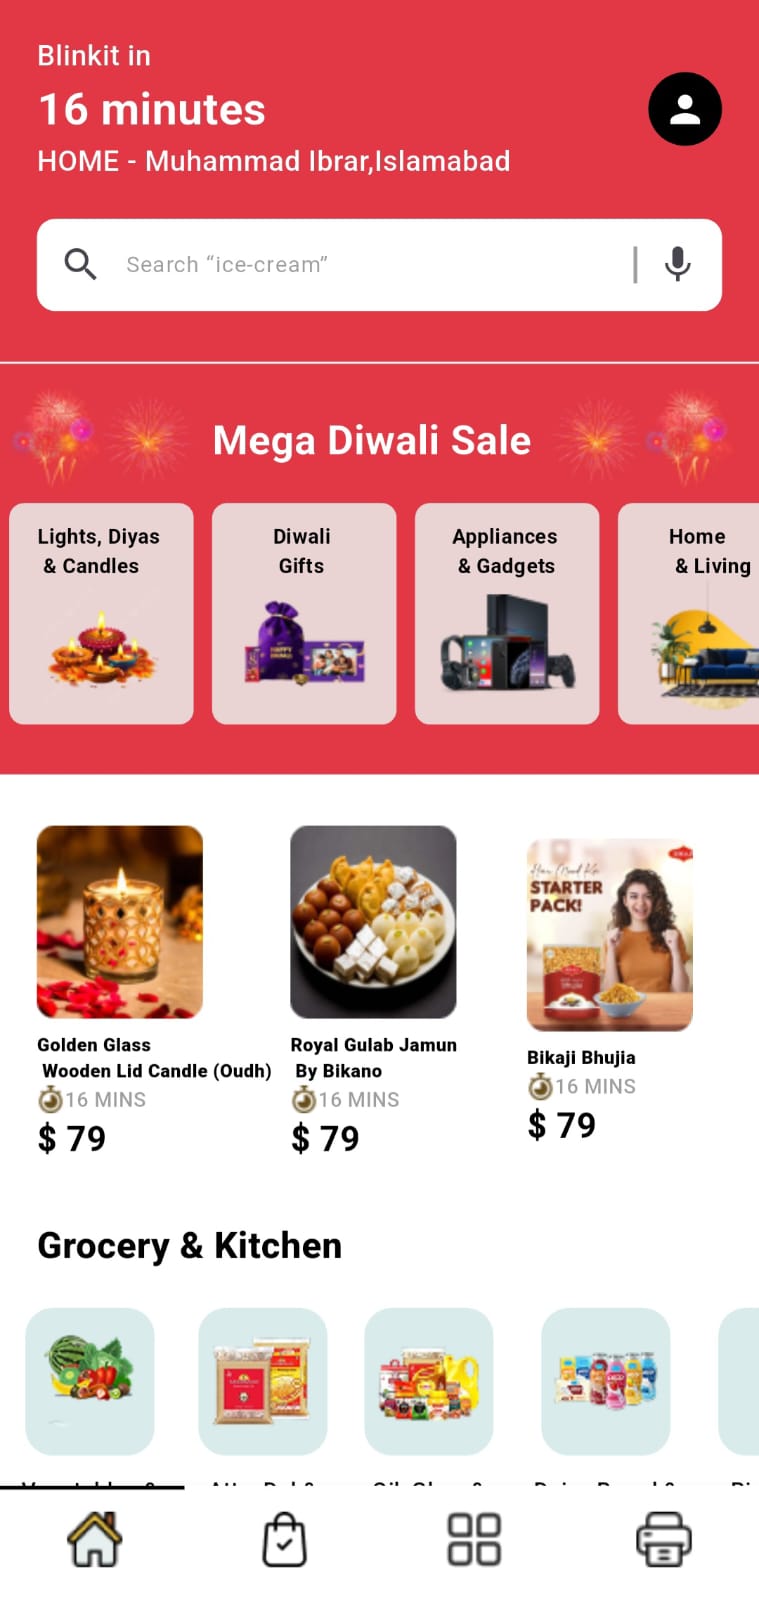 Blinkit in
16 minutes
HOME - Muhammad Ibrar,Islamabad
Search “ice-cream”
Mega Diwali Sale
Lights, Diyas
& Candles
Diwali
Gifts
Appliances
& Gadgets
Home
& Living
HAPPY
STARTER
PACK!
Golden Glass
Wooden Lid Candle (Oudh)
16 MINS
$ 79
Royal Gulab Jamun
By Bikano
16 MINS
$ 79
Bikaji Bhujia
16 MINS
$ 79
Grocery & Kitchen